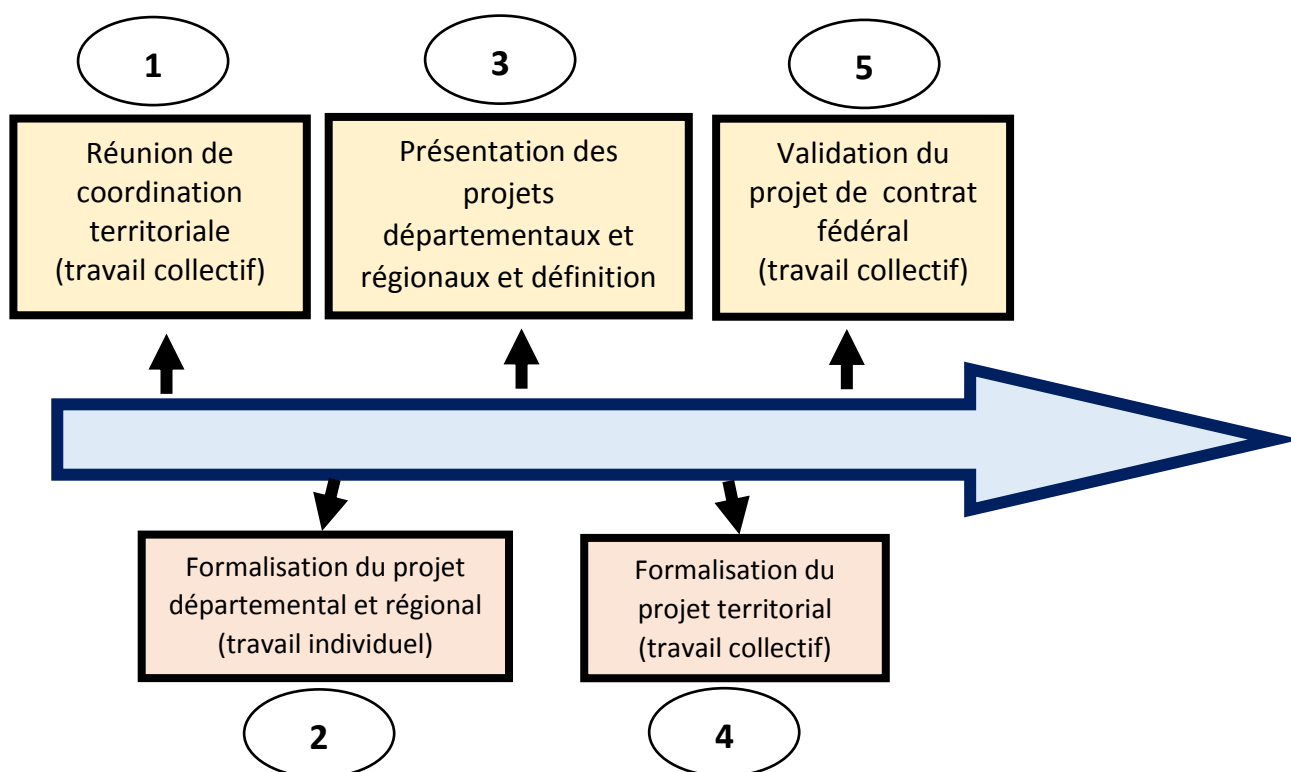 1
Réunion de
coordination
territoriale
(travail collectif)
3
Présentation des
projets
départementaux et
régionaux et définition
5
Validation du
projet de  contrat
fédéral
(travail collectif)
Formalisation du projet
départemental et régional
(travail individuel)
2
Formalisation du
projet territorial
(travail collectif)
4